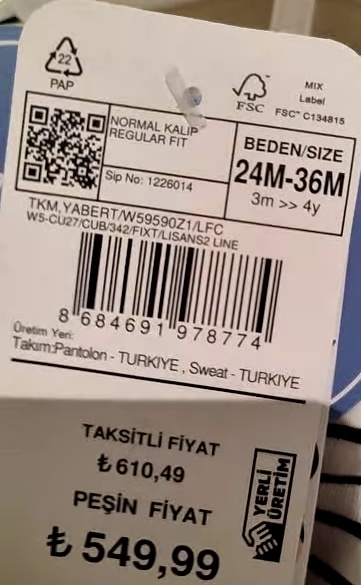 22
PAP
FSC
MIX
Label
FSC™ C134815
NORMAL KALIP
REGULAR FIT
Sip No: 1226014
BEDEN/SIZE
24M-36M
3m >> 4y
TKM,YABERT/W59590Z1/LFC
W5-CU27/CUB/342/FIXT/LISANS2 LINE
8 684691 978774
Üretim Yeri:
Takım:Pantolon - TURKIYE , Sweat - TURKIYE
TAKSİTLİ FİYAT
₺ 610,49
PEŞİN FİYAT
₺ 549,99
YERLİ
ÜRETİM